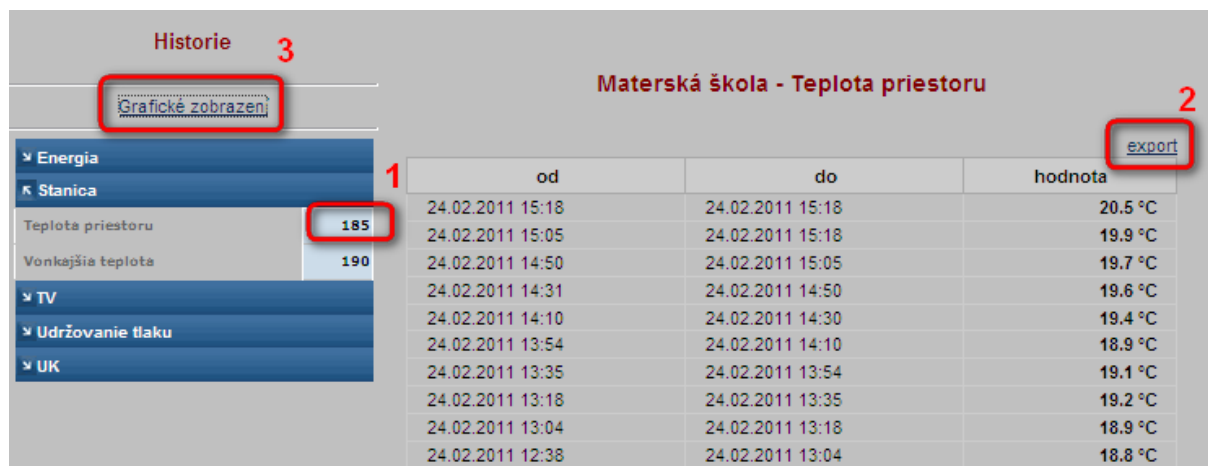 Historie
3
Grafické zobrazení
Energia
Stanica
1
Teplota priestoru 185
Vonkajšia teplota 190
TV
Udržovanie tlaku
UK
Materská škola - Teplota priestoru
2
export
od do hodnota
24.02.2011 15:18 24.02.2011 15:18 20.5 °C
24.02.2011 15:05 24.02.2011 15:18 19.9 °C
24.02.2011 14:50 24.02.2011 15:05 19.7 °C
24.02.2011 14:31 24.02.2011 14:50 19.6 °C
24.02.2011 14:10 24.02.2011 14:30 19.4 °C
24.02.2011 13:54 24.02.2011 14:10 18.9 °C
24.02.2011 13:35 24.02.2011 13:54 19.1 °C
24.02.2011 13:18 24.02.2011 13:35 19.2 °C
24.02.2011 13:04 24.02.2011 13:18 18.9 °C
24.02.2011 12:38 24.02.2011 13:04 18.8 °C